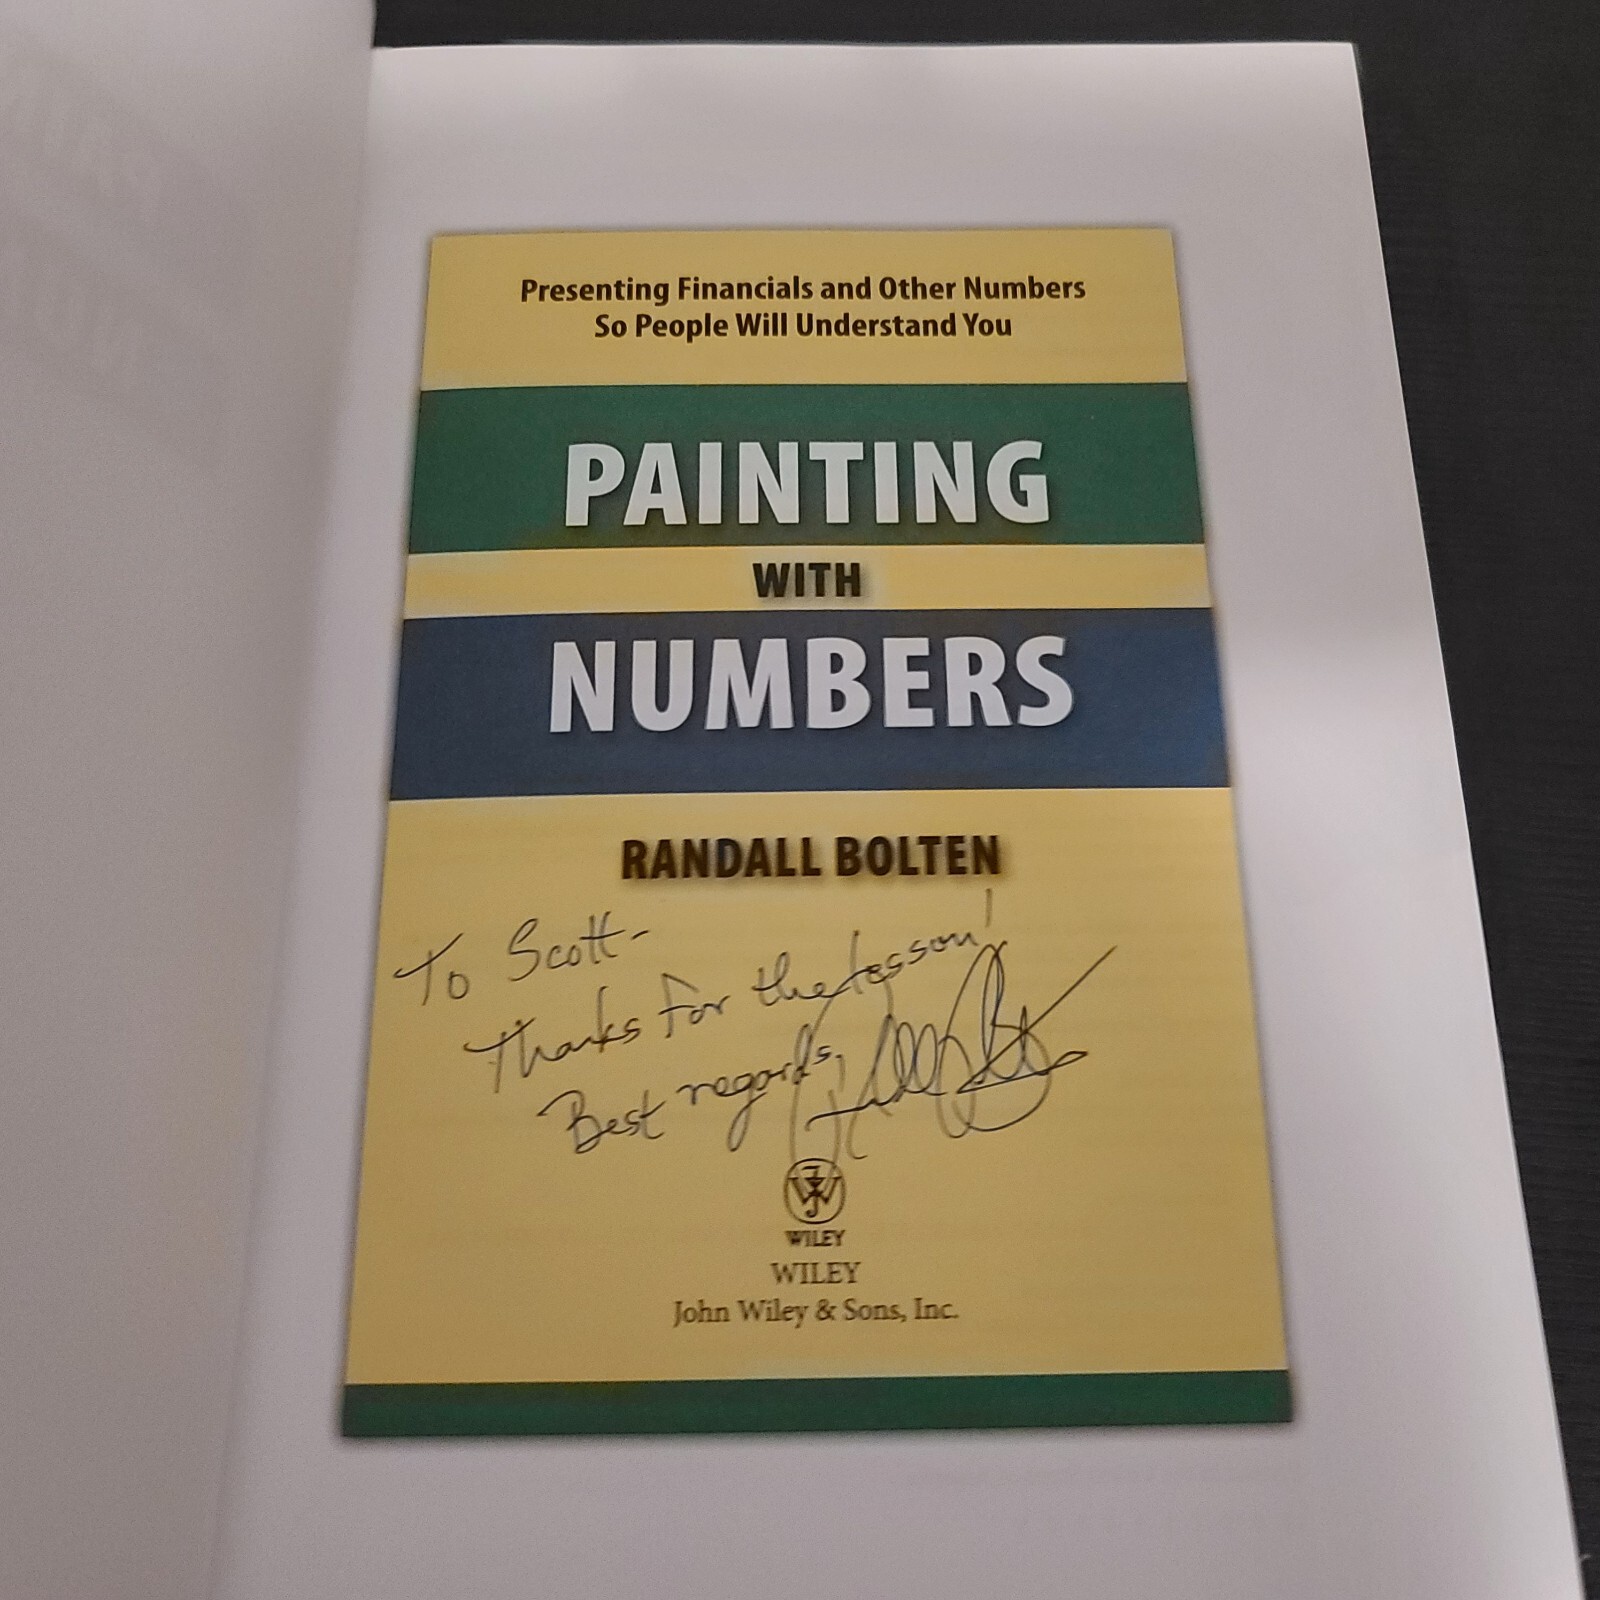 Presenting Financials and Other Numbers
So People Will Understand You
PAINTING
WITH
NUMBERS
RANDALL BOLTEN
To Scott-
Thanks for the lesson!
Best regards,
WILEY
WILEY
John Wiley & Sons, Inc.